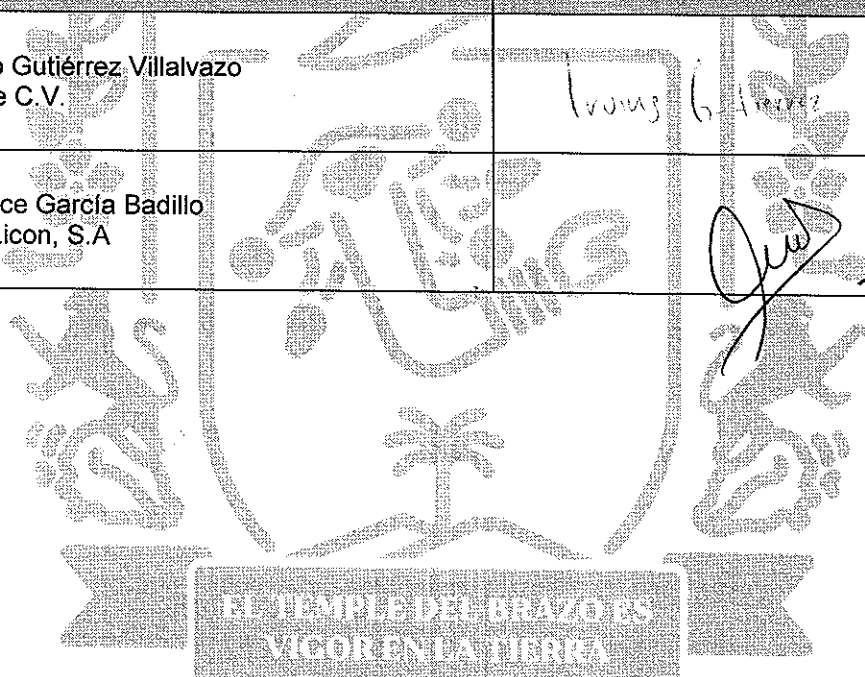 o Gutiérrez Villalvazo
e C.V.
ce García Badillo
Licon, S.A
EL TEMPLE DEL BRAZO ES
VIGOR EN LA TIERRA